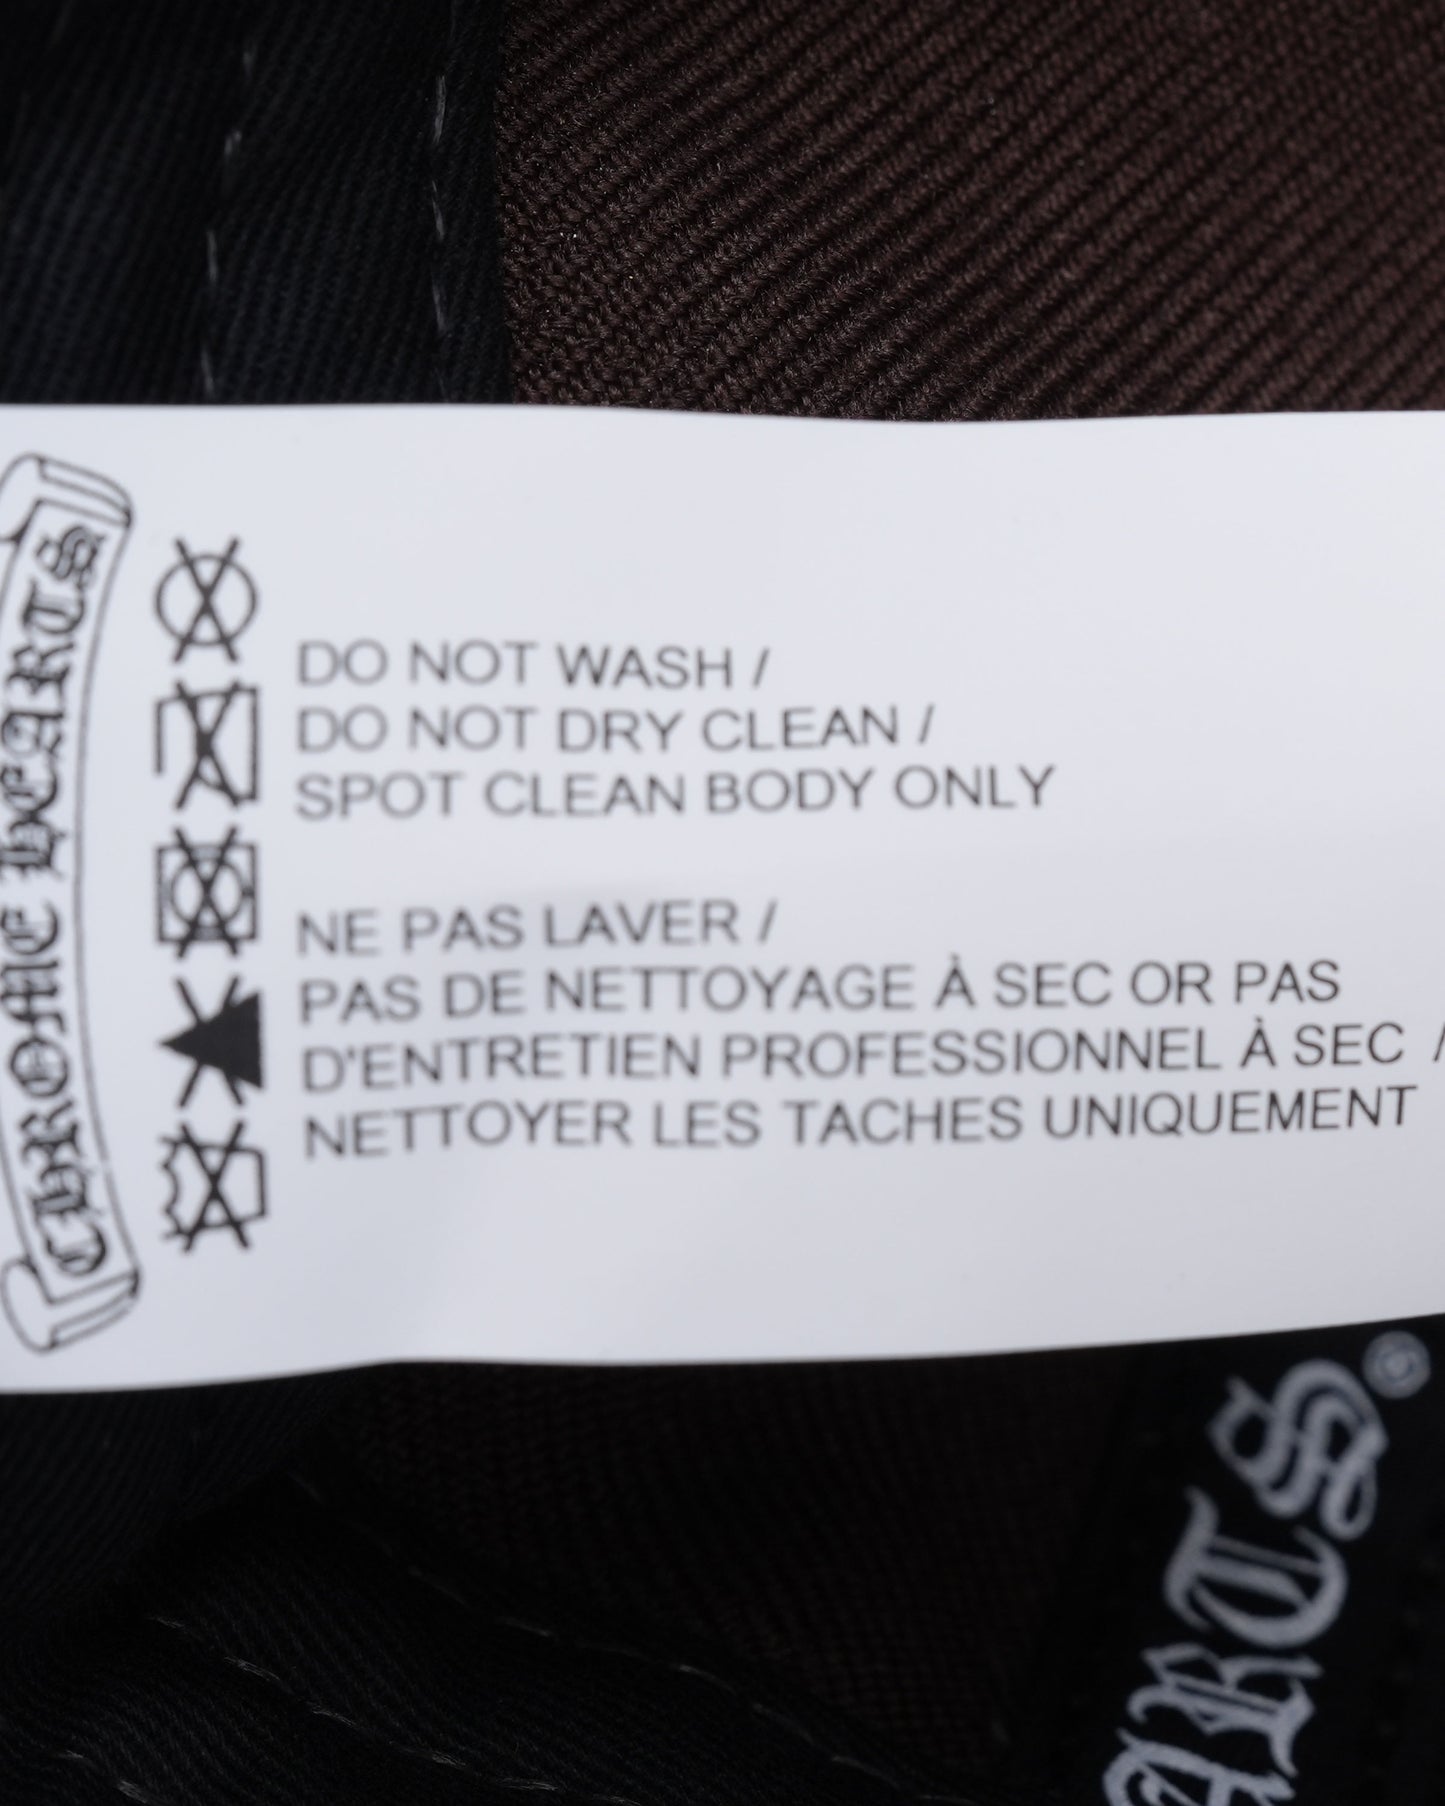 CHROME HEARTS
DO NOT WASH /
DO NOT DRY CLEAN /
SPOT CLEAN BODY ONLY
NE PAS LAVER /
PAS DE NETTOYAGE À SEC OR PAS
D'ENTRETIEN PROFESSIONNEL À SEC /
NETTOYER LES TACHES UNIQUEMENT
ARTS®